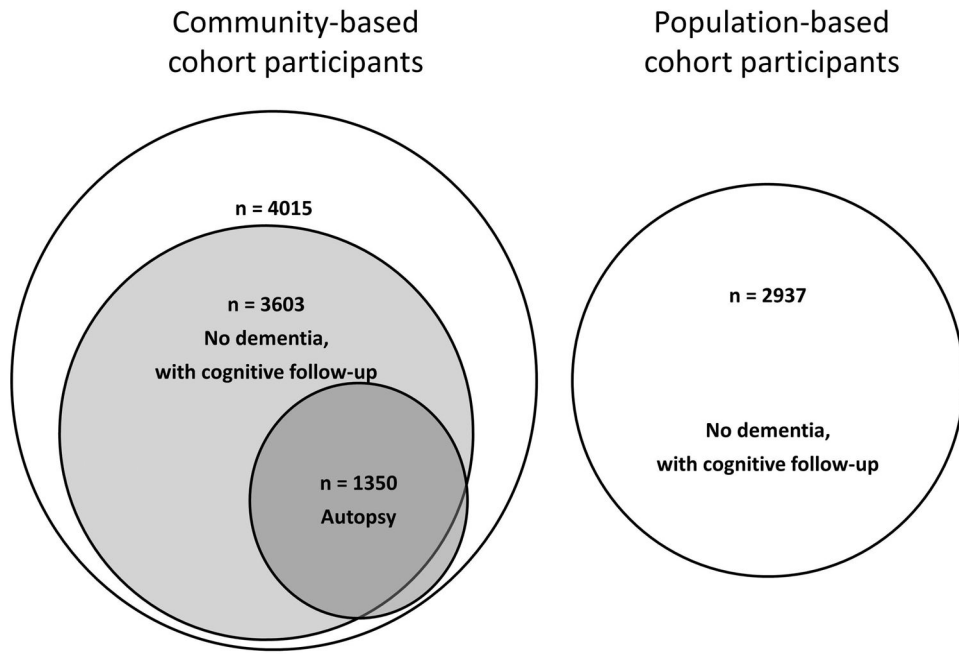 Community-based
cohort participants
n = 4015
n = 3603
No dementia,
with cognitive follow-up
n = 1350
Autopsy
Population-based
cohort participants
n = 2937
No dementia,
with cognitive follow-up